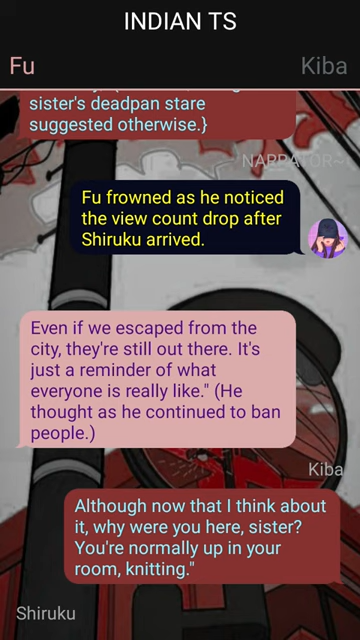 INDIAN TS
Fu
Kiba
sister's deadpan stare
suggested otherwise.}
NARRATOR~
Fu frowned as he noticed
the view count drop after
Shiruku arrived.
Even if we escaped from the
city, they're still out there. It's
just a reminder of what
everyone is really like." (He
thought as he continued to ban
people.)
Kiba
Although now that I think about
it, why were you here, sister?
You're normally up in your
room, knitting."
Shiruku